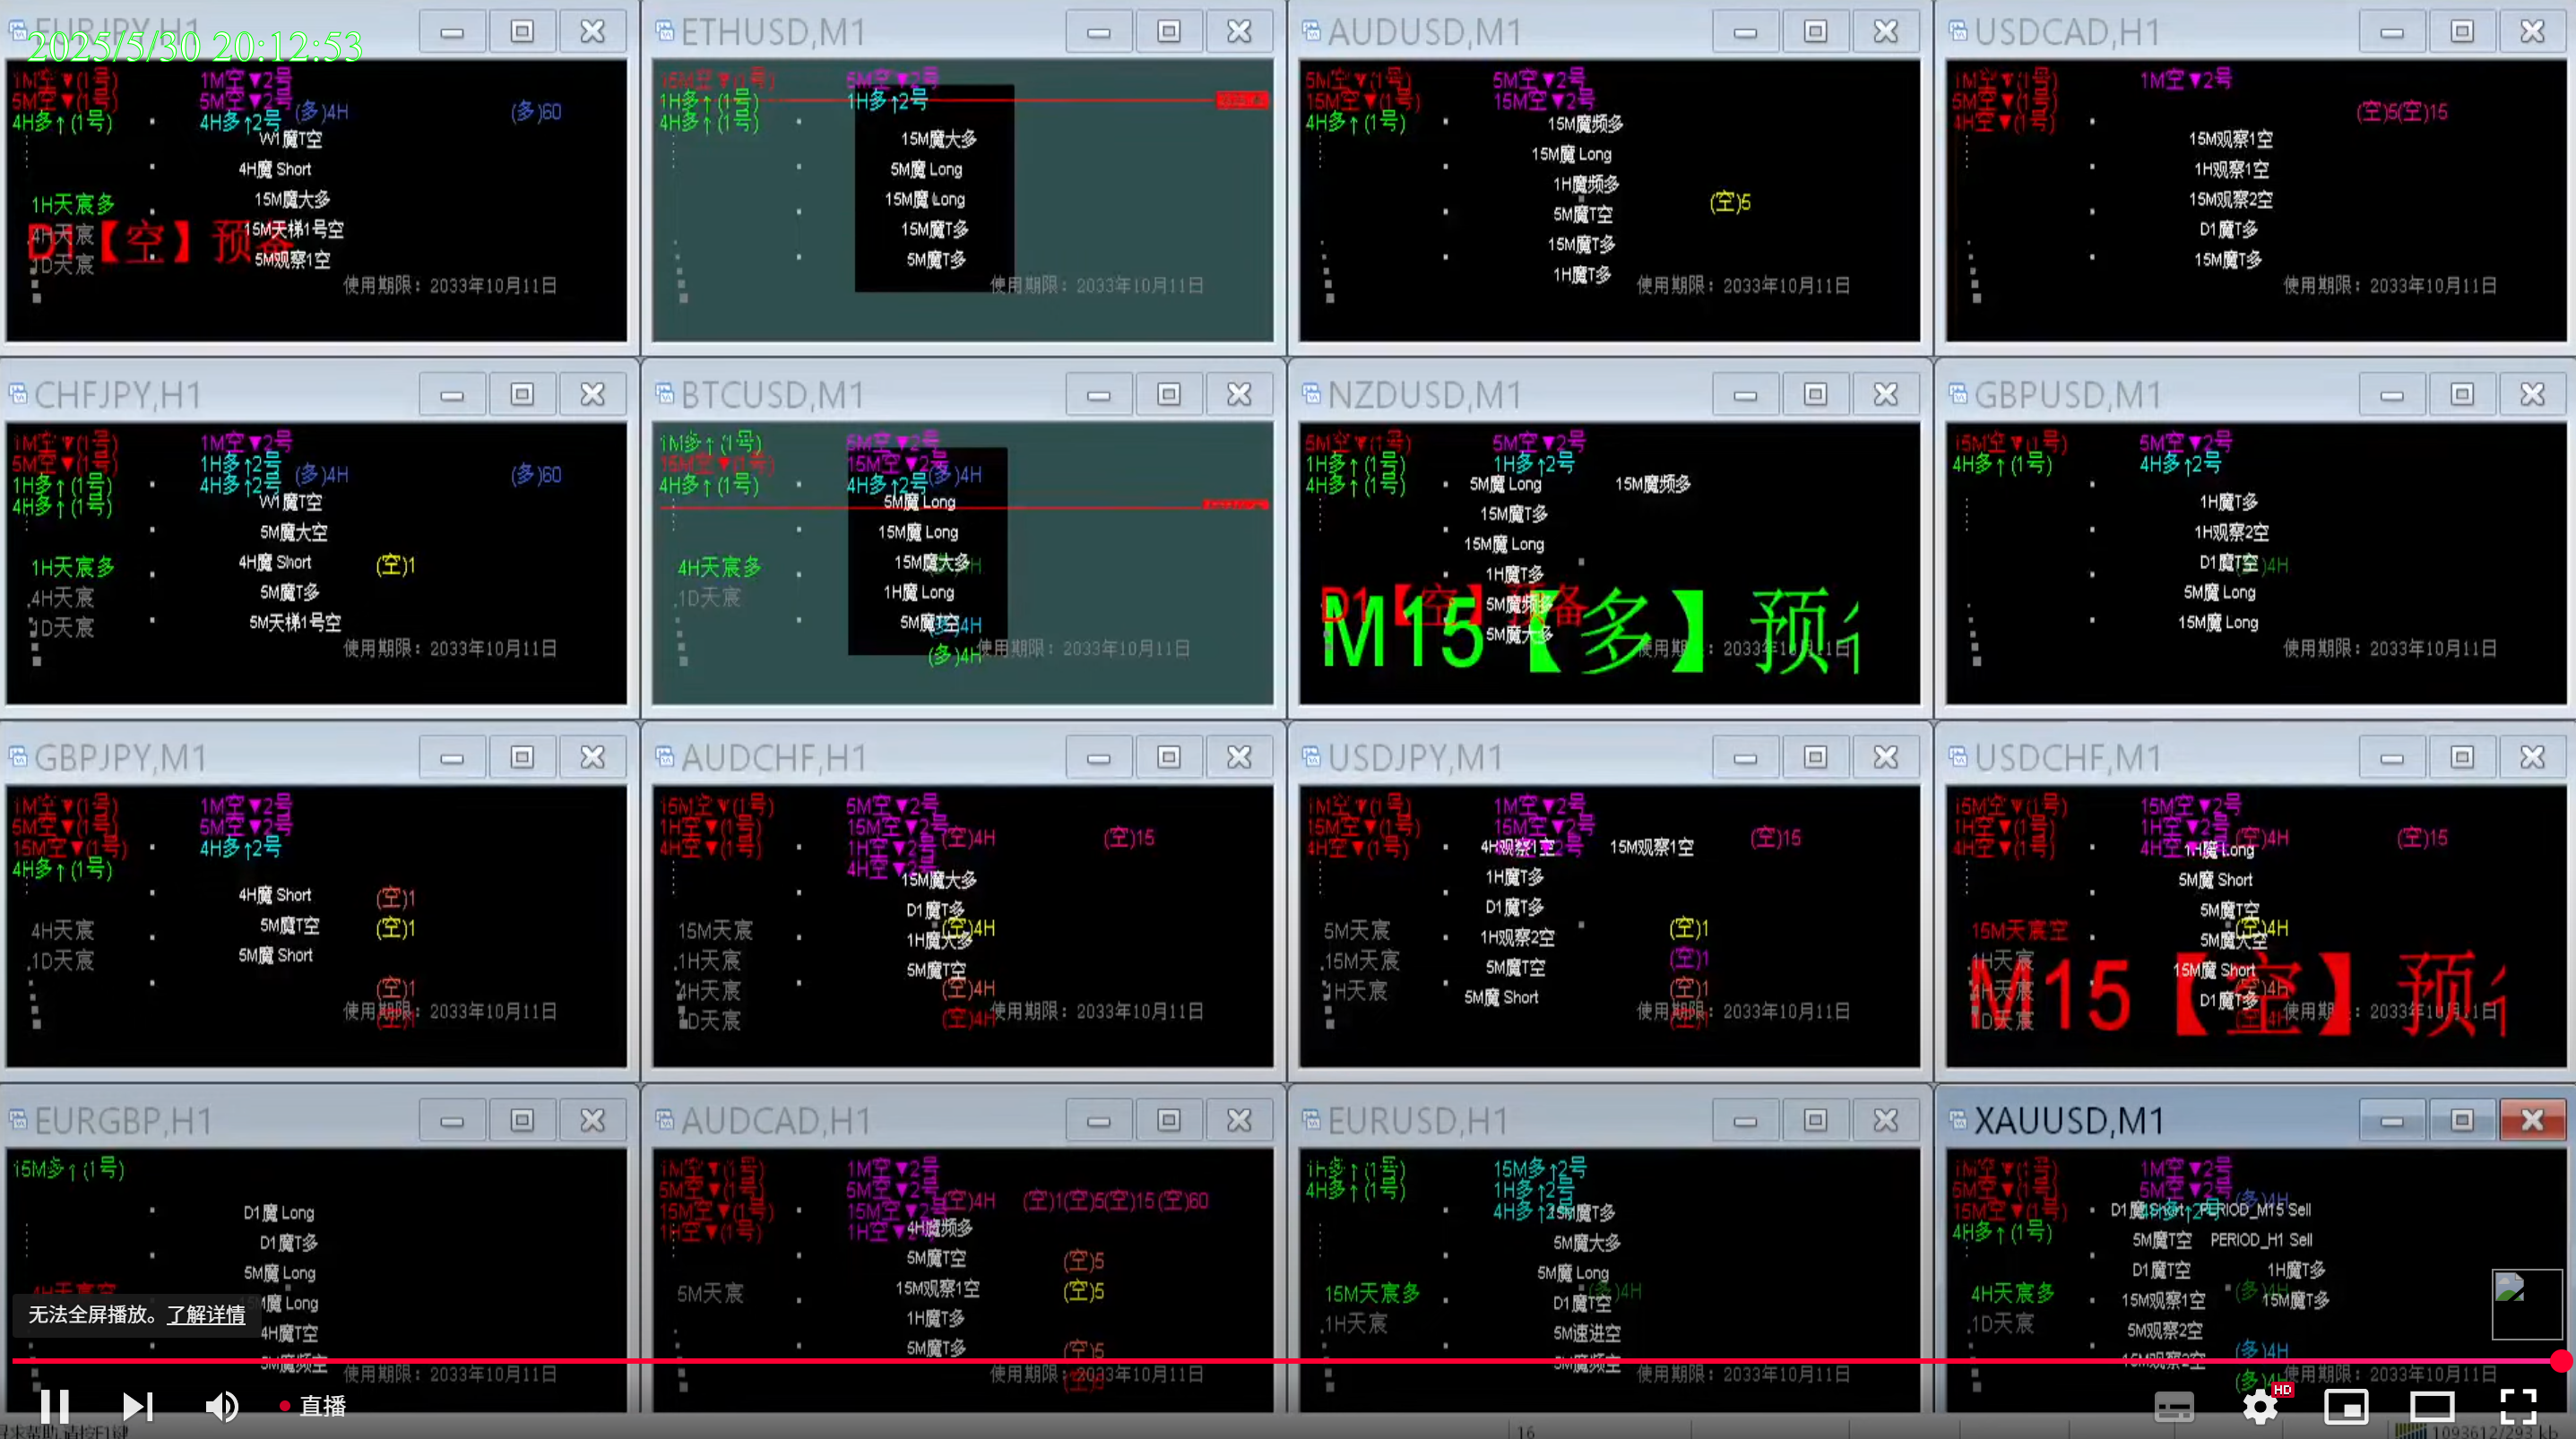 EURJPY,H1
2025/5/30 20:12:53
1M空▼(1号) 1M空▼2号
5M空▼(1号) 5M空▼2号
4H多↑(1号) 4H多↑2号 (多)4H (多)60
魔T空
4H魔 Short
1H天宸多 15M魔大多
4H天宸 15M天梯1号空
D1【空】预备
1D天宸 5M观察1空
使用期限：2033年10月11日
ETHUSD,M1
15M空▼(1号) 5M空▼2号
1H多↑(1号) 1H多↑2号
4H多↑(1号)
15M魔大多
5M魔 Long
15M魔 Long
15M魔T多
5M魔T多
使用期限：2033年10月11日
AUDUSD,M1
5M空▼(1号) 5M空▼2号
15M空▼(1号) 15M空▼2号
4H多↑(1号) 15M魔频多
15M魔 Long
1H魔频多
5M魔T空 (空)5
15M魔T多
1H魔T多
使用期限：2033年10月11日
USDCAD,H1
1M空▼(1号) 1M空▼2号
5M空▼(1号) (空)5(空)15
4H空▼(1号)
15M观察1空
1H观察1空
15M观察2空
D1魔T多
15M魔T多
使用期限：2033年10月11日
CHFJPY,H1
1M空▼(1号) 1M空▼2号
5M空▼(1号) 1H多↑2号
1H多↑(1号) 4H多↑2号 (多)4H (多)60
4H多↑(1号) 魔T空
5M魔大空
1H天宸多 4H魔 Short (空)1
4H天宸 5M魔T多
1D天宸 5M天梯1号空
使用期限：2033年10月11日
BTCUSD,M1
1M多↑(1号) 5M空▼2号
15M空▼(1号) 15M空▼2号
4H多↑(1号) 4H多↑2号 (多)4H
5M魔 Long
15M魔 Long
4H天宸多 15M魔大多
1D天宸 1H魔 Long
5M魔T空 (多)4H
(多)4H
使用期限：2033年10月11日
NZDUSD,M1
5M空▼(1号) 5M空▼2号
1H多↑(1号) 1H多↑2号
4H多↑(1号) 5M魔 Long 15M魔频多
15M魔T多
15M魔 Long
1H魔T多
D1【空】预备 5M魔频多
M15【多】预
5M魔大多
使用期限：2033年10月11日
GBPUSD,M1
15M空▼(1号) 5M空▼2号
4H多↑(1号) 4H多↑2号
1H魔T多
1H观察2空
D1魔T空 (多)4H
5M魔 Long
15M魔 Long
使用期限：2033年10月11日
GBPJPY,M1
1M空▼(1号) 1M空▼2号
5M空▼(1号) 5M空▼2号
15M空▼(1号) 4H多↑2号
4H多↑(1号)
4H魔 Short (空)1
4H天宸 5M魔T空 (空)1
1D天宸 5M魔 Short
(空)1
(空)1
使用期限：2033年10月11日
AUDCHF,H1
15M空▼(1号) 5M空▼2号
1H空▼(1号) 15M空▼2号 (空)4H (空)15
4H空▼(1号) 1H空▼2号
4H空▼2号
15M魔大多
D1魔T多
15M天宸 (空)4H
1H天宸 1H魔大多
4H天宸 5M魔T空 (空)4H
1D天宸 (空)4H
使用期限：2033年10月11日
USDJPY,M1
1M空▼(1号) 1M空▼2号
15M空▼(1号) 15M空▼2号 (空)15
4H空▼(1号) 4H观察1空 15M观察1空
1H魔T多
D1魔T多
5M天宸 1H观察2空 (空)1
15M天宸 5M魔T空 (空)1
1H天宸 5M魔 Short (空)1
(空)1
使用期限：2033年10月11日
USDCHF,M1
15M空▼(1号) 15M空▼2号
1H空▼(1号) 1H空▼2号 (空)4H (空)15
4H空▼(1号) 4H空▼2号
1H魔 Long
5M魔 Short
5M魔T空
15M天宸空 (空)4H
5M魔大空
1H天宸 15M魔 Short
4H天宸 D1魔T多
1D天宸
M15【空】预
使用期限：2033年10月11日
EURGBP,H1
15M多↑(1号)
D1魔 Long
D1魔T多
5M魔 Long
4H天宸空
Long
4H魔T空
5M魔频空
使用期限：2033年10月11日
AUDCAD,H1
1M空▼(1号) 1M空▼2号
5M空▼(1号) 5M空▼2号 (空)4H (空)1(空)5(空)15(空)60
15M空▼(1号) 15M空▼2号
1H空▼(1号) 1H空▼2号
4H魔频多
5M魔T空 (空)5
5M天宸 15M观察1空 (空)5
1H魔T多
5M魔T多 (空)5
使用期限：2033年10月11日
EURUSD,H1
1H多↑(1号) 15M多↑2号
4H多↑(1号) 1H多↑2号
4H多↑2号
魔T多
5M魔大多
5M魔 Long
15M天宸多 (多)4H
D1魔T空
1H天宸 5M速进空
5M魔频空
使用期限：2033年10月11日
XAUUSD,M1
1M空▼(1号) 1M空▼2号
5M空▼(1号) 5M空▼2号
15M空▼(1号) (多)4H
D1魔 Short PERIOD_M15 Sell
4H多↑(1号) 5M魔T空 PERIOD_H1 Sell
D1魔T空 1H魔T多
4H天宸多 15M观察1空 (多)4H 15M魔T多
1D天宸 5M观察2空
15M观察2空 (多)4H
(多)4H
使用期限：2033年10月11日
无法全屏播放。了解详情
直播
HD
16
1093612/293 kb